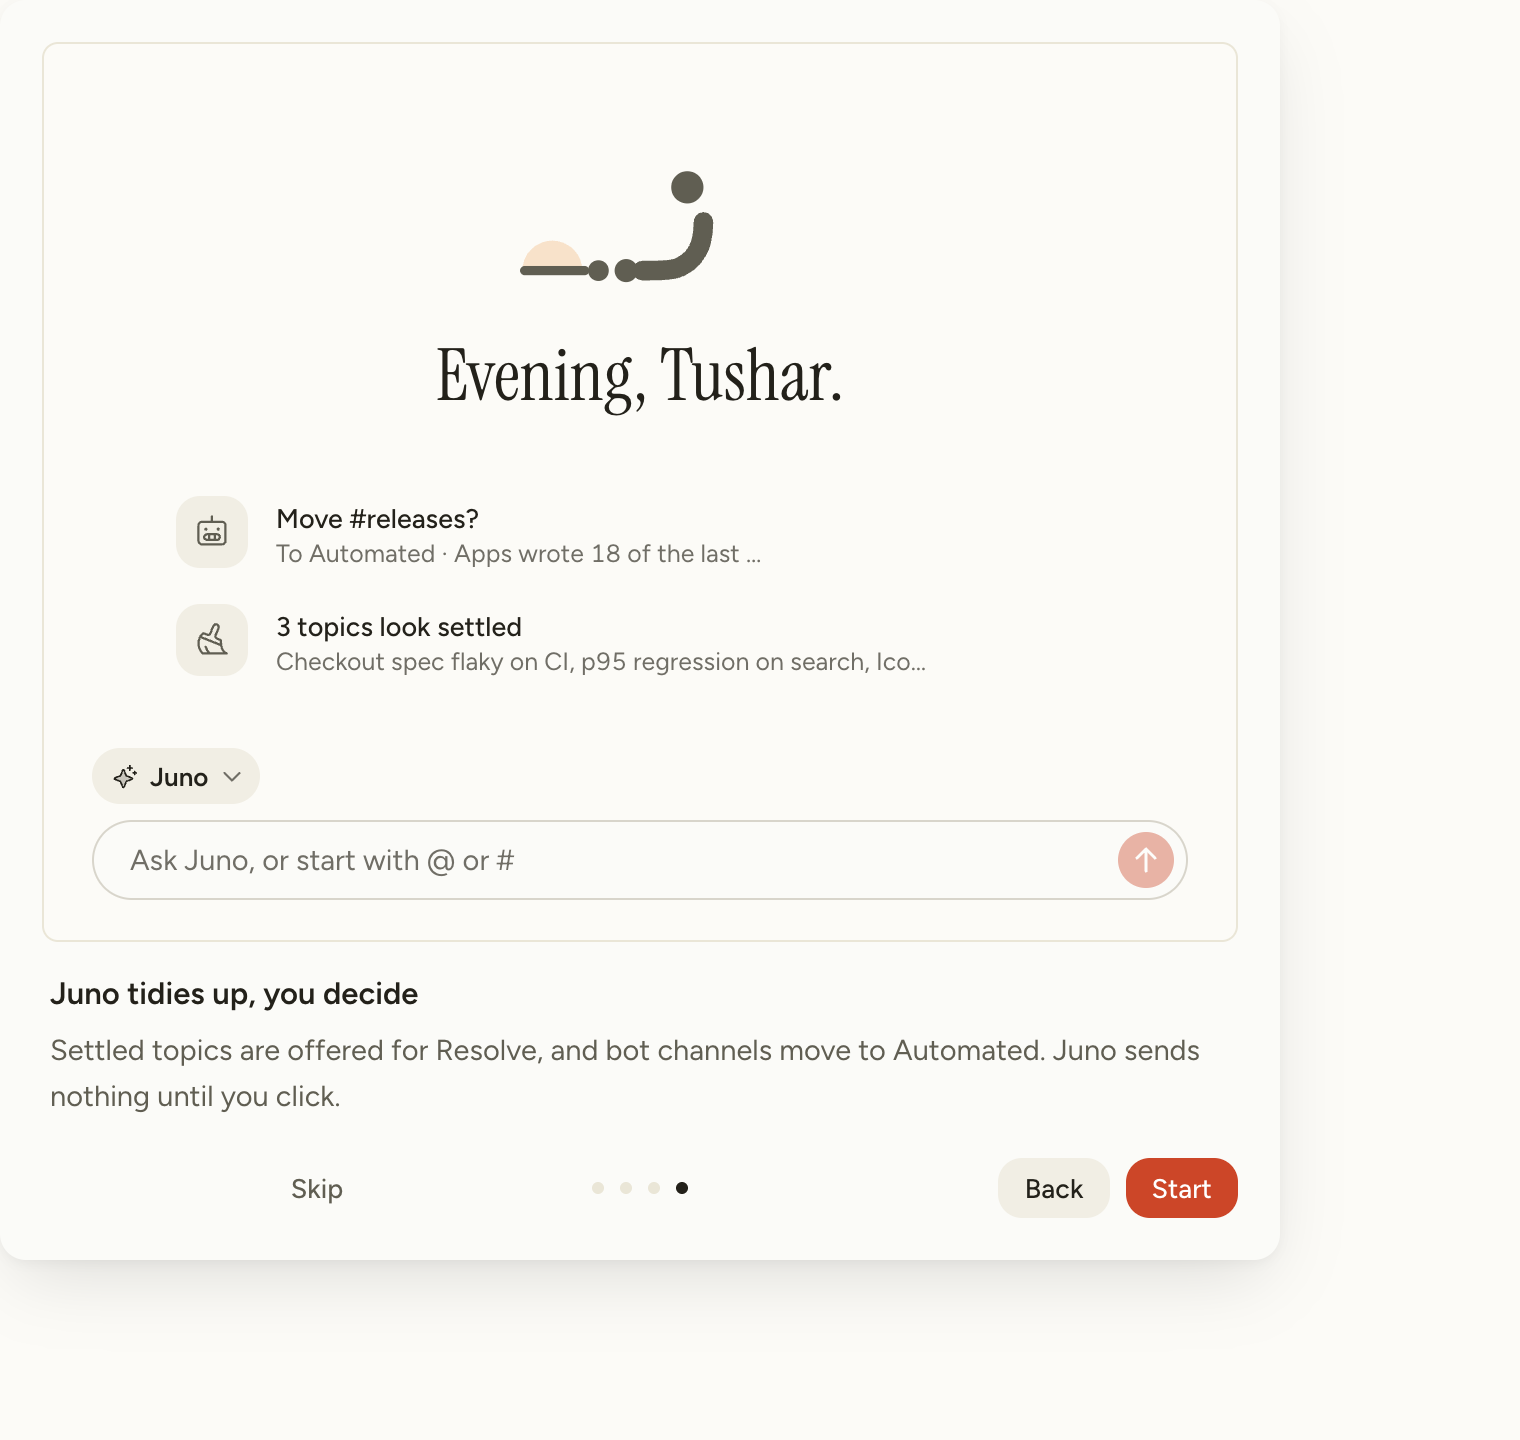 Evening, Tushar.
Move #releases?
To Automated · Apps wrote 18 of the last ...
3 topics look settled
Checkout spec flaky on CI, p95 regression on search, Ico...
Juno
Ask Juno, or start with @ or #
Juno tidies up, you decide
Settled topics are offered for Resolve, and bot channels move to Automated. Juno sends
nothing until you click.
Skip
Back
Start